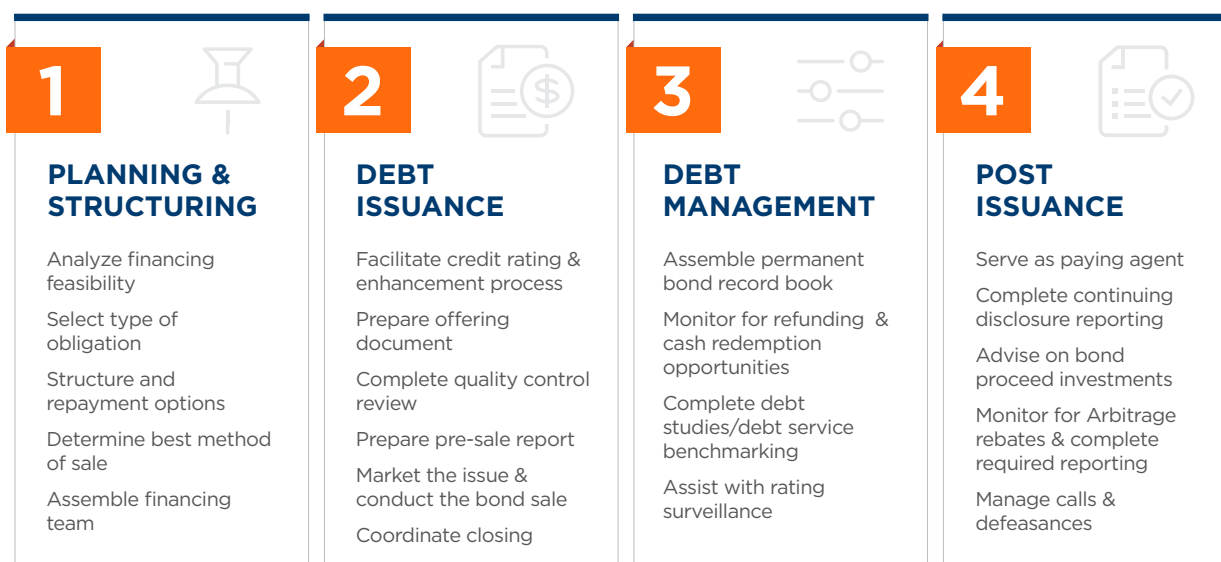 1
PLANNING &
STRUCTURING
Analyze financing
feasibility
Select type of
obligation
Structure and
repayment options
Determine best method
of sale
Assemble financing
team
2
DEBT
ISSUANCE
Facilitate credit rating &
enhancement process
Prepare offering
document
Complete quality control
review
Prepare pre-sale report
Market the issue &
conduct the bond sale
Coordinate closing
3
DEBT
MANAGEMENT
Assemble permanent
bond record book
Monitor for refunding  &
cash redemption
opportunities
Complete debt
studies/debt service
benchmarking
Assist with rating
surveillance
4
POST
ISSUANCE
Serve as paying agent
Complete continuing
disclosure reporting
Advise on bond
proceed investments
Monitor for Arbitrage
rebates & complete
required reporting
Manage calls &
defeasances
$